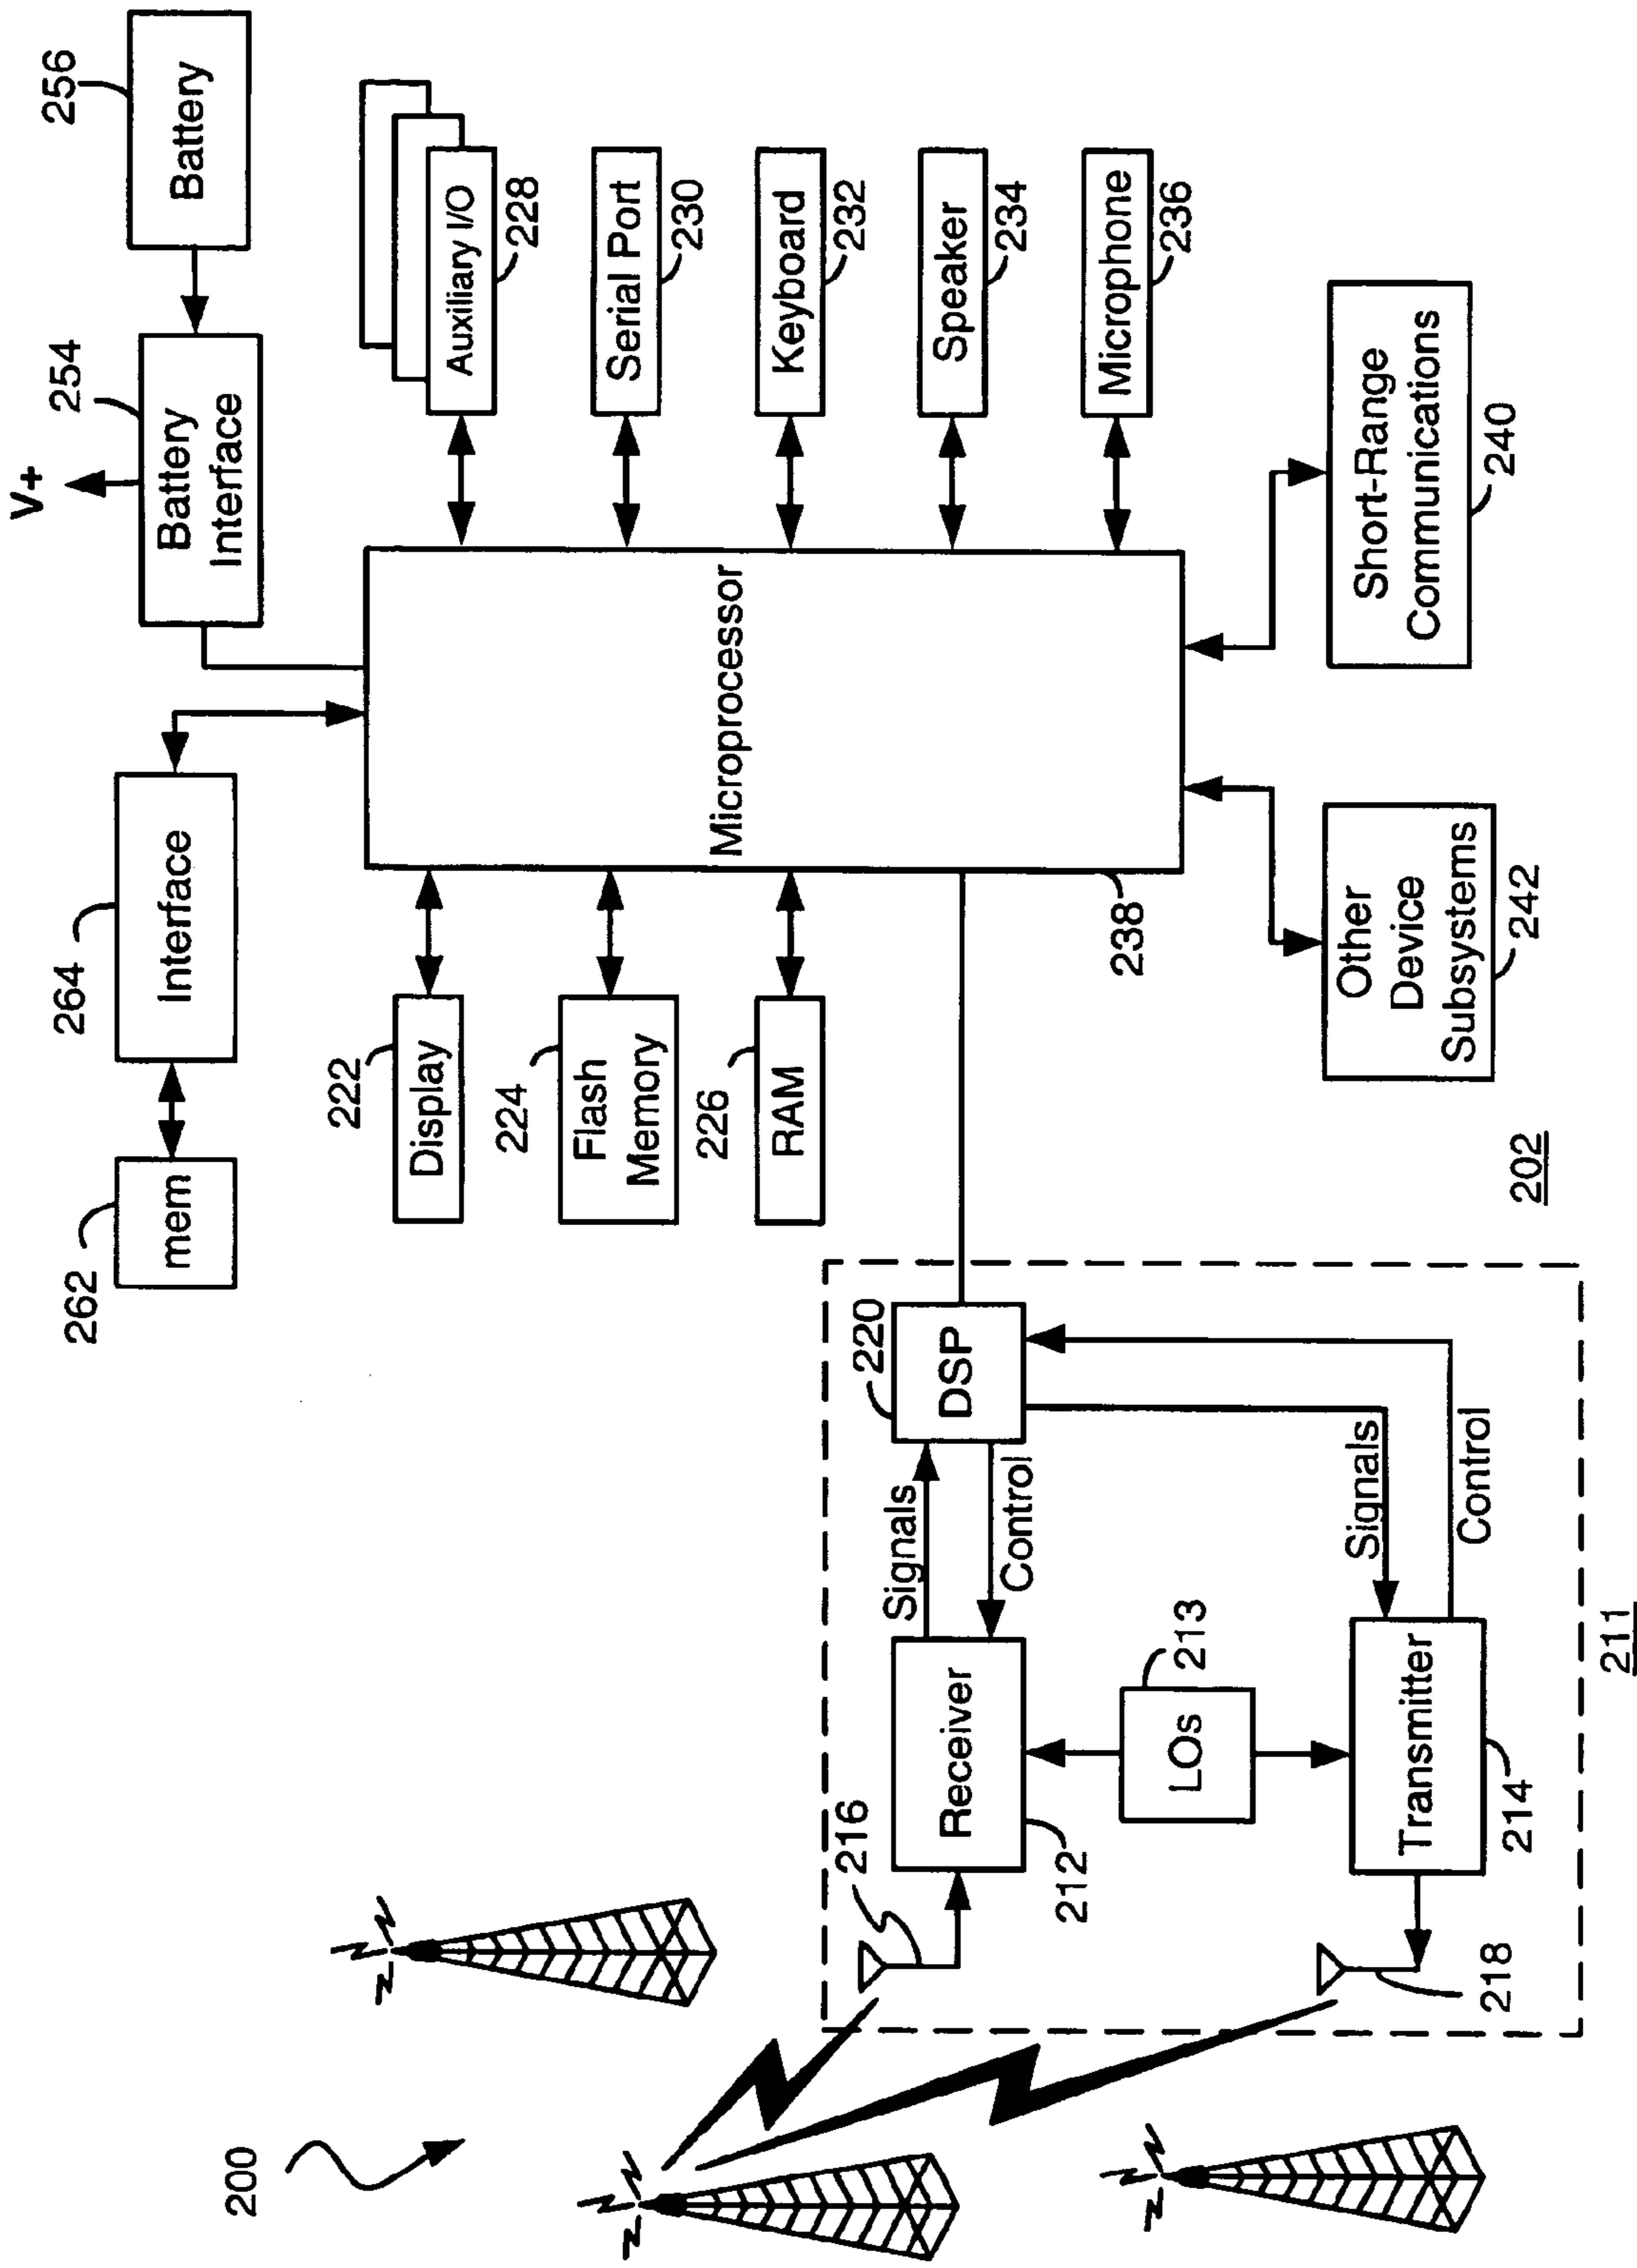 200
262
mem
264
Interface
V+
254
Battery
Interface
256
Battery
222
Display
224
Flash
Memory
226
RAM
Microprocessor
238
Auxiliary I/O
228
Serial Port
230
Keyboard
232
Speaker
234
Microphone
236
Other
Device
Subsystems
242
Short-Range
Communications
240
202
216
Receiver
212
Signals
Control
220
DSP
LOs
213
218
Transmitter
214
Signals
Control
211